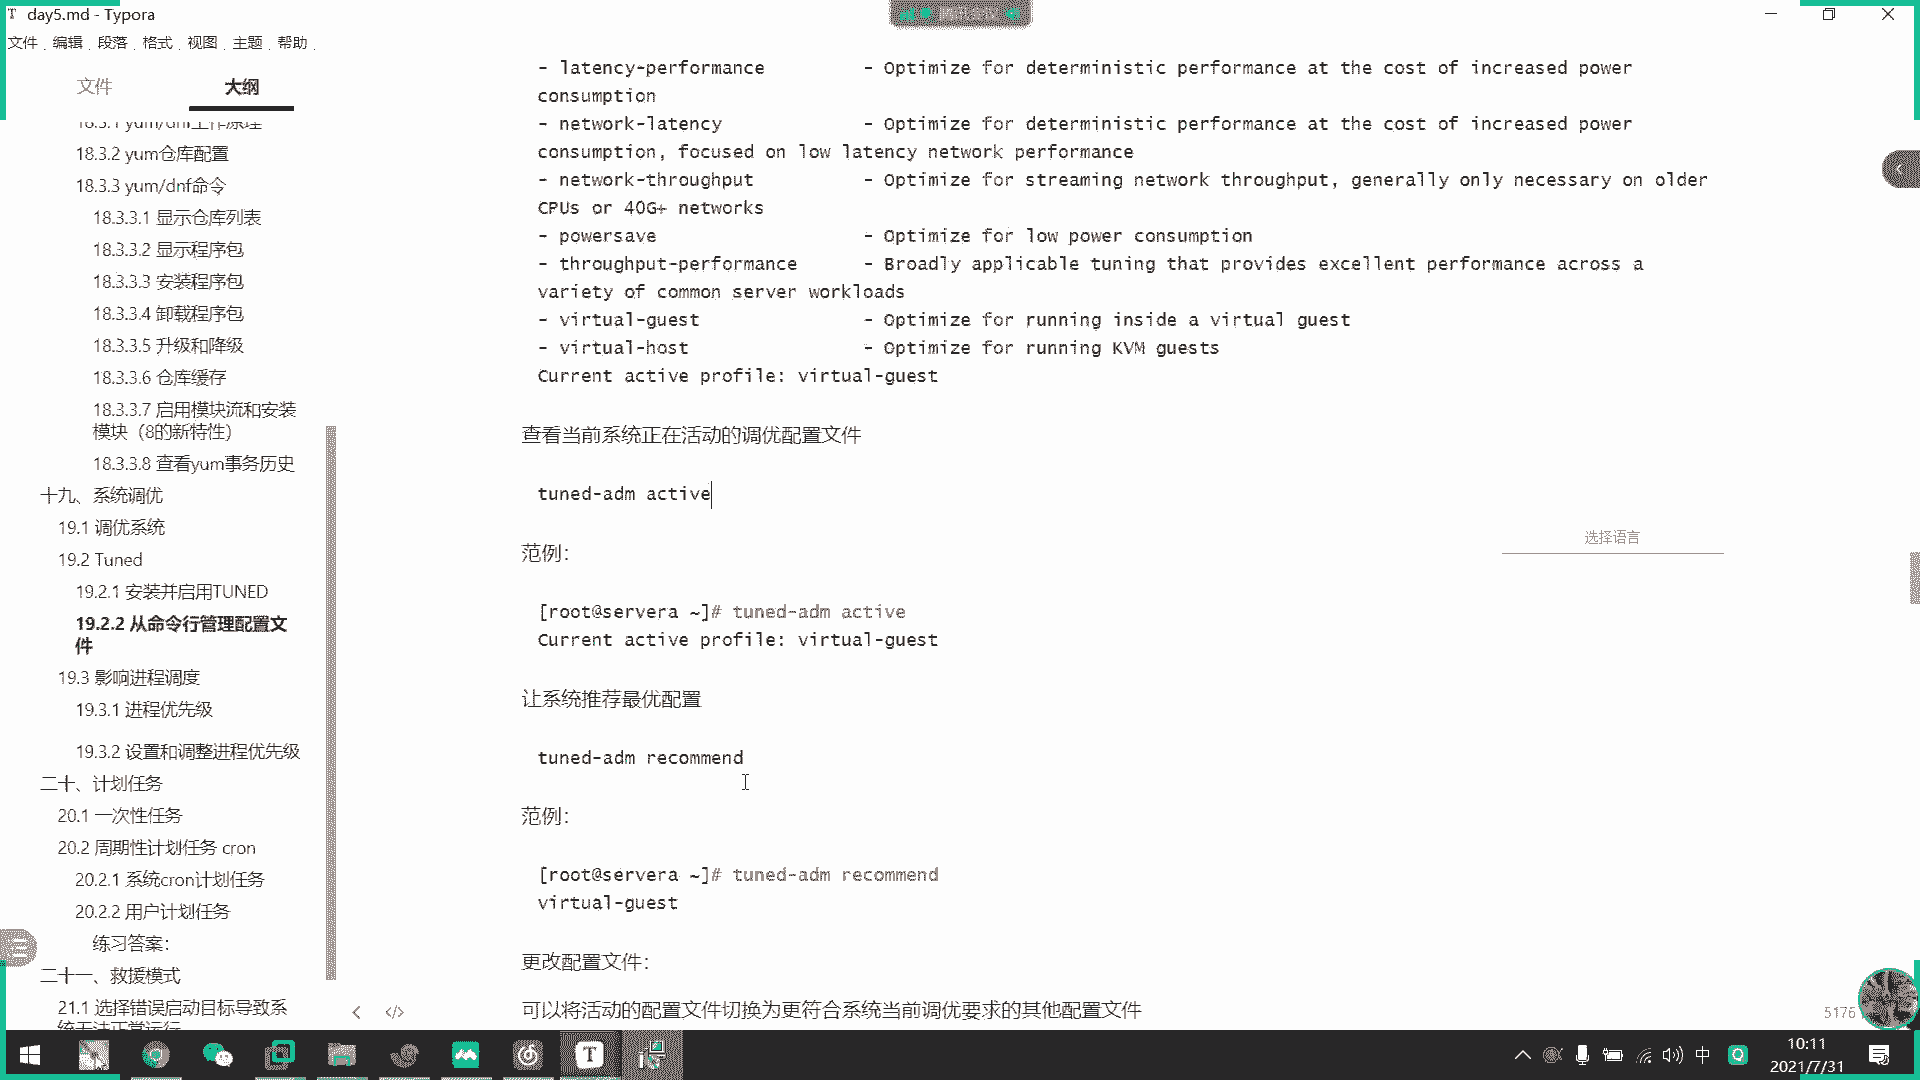 day5.md - Typora
腾讯会议
文件 编辑 段落 格式 视图 主题 帮助
文件 大纲
18.3.1 yum/dnf工作原理
18.3.2 yum仓库配置
18.3.3 yum/dnf命令
18.3.3.1 显示仓库列表
18.3.3.2 显示程序包
18.3.3.3 安装程序包
18.3.3.4 卸载程序包
18.3.3.5 升级和降级
18.3.3.6 仓库缓存
18.3.3.7 启用模块流和安装
模块（8的新特性）
18.3.3.8 查看yum事务历史
十九、系统调优
19.1 调优系统
19.2 Tuned
19.2.1 安装并启用TUNED
19.2.2 从命令行管理配置文
件
19.3 影响进程调度
19.3.1 进程优先级
19.3.2 设置和调整进程优先级
二十、计划任务
20.1 一次性任务
20.2 周期性计划任务 cron
20.2.1 系统cron计划任务
20.2.2 用户计划任务
练习答案：
二十一、救援模式
21.1 选择错误启动目标导致系
统无法正常运行
- latency-performance - Optimize for deterministic performance at the cost of increased power
consumption
- network-latency - Optimize for deterministic performance at the cost of increased power
consumption, focused on low latency network performance
- network-throughput - Optimize for streaming network throughput, generally only necessary on older
CPUs or 40G+ networks
- powersave - Optimize for low power consumption
- throughput-performance - Broadly applicable tuning that provides excellent performance across a
variety of common server workloads
- virtual-guest - Optimize for running inside a virtual guest
- virtual-host - Optimize for running KVM guests
Current active profile: virtual-guest
查看当前系统正在活动的调优配置文件
tuned-adm active
选择语言
范例：
[root@servera ~]# tuned-adm active
Current active profile: virtual-guest
让系统推荐最优配置
tuned-adm recommend
范例：
[root@servera ~]# tuned-adm recommend
virtual-guest
更改配置文件：
可以将活动的配置文件切换为更符合系统当前调优要求的其他配置文件
5176
中
10:11
2021/7/31